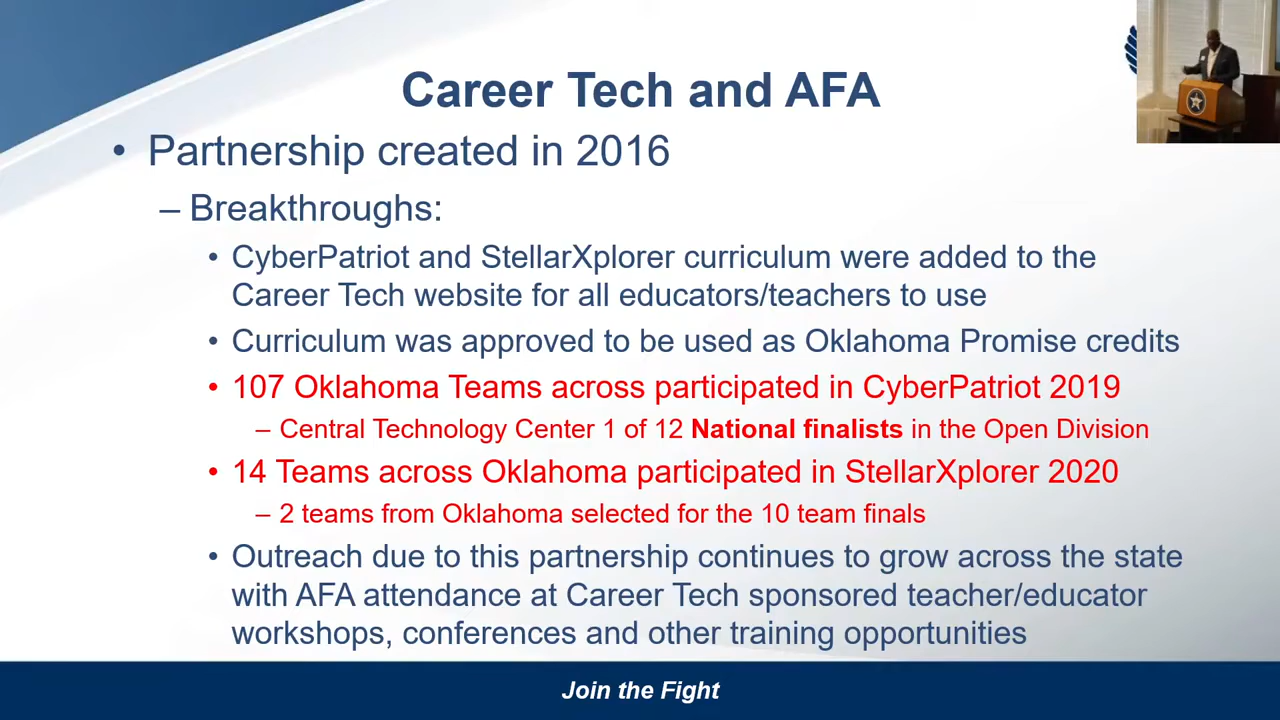 Career Tech and AFA
• Partnership created in 2016
– Breakthroughs:
• CyberPatriot and StellarXplorer curriculum were added to the
Career Tech website for all educators/teachers to use
• Curriculum was approved to be used as Oklahoma Promise credits
• 107 Oklahoma Teams across participated in CyberPatriot 2019
– Central Technology Center 1 of 12 National finalists in the Open Division
• 14 Teams across Oklahoma participated in StellarXplorer 2020
– 2 teams from Oklahoma selected for the 10 team finals
• Outreach due to this partnership continues to grow across the state
with AFA attendance at Career Tech sponsored teacher/educator
workshops, conferences and other training opportunities
Join the Fight